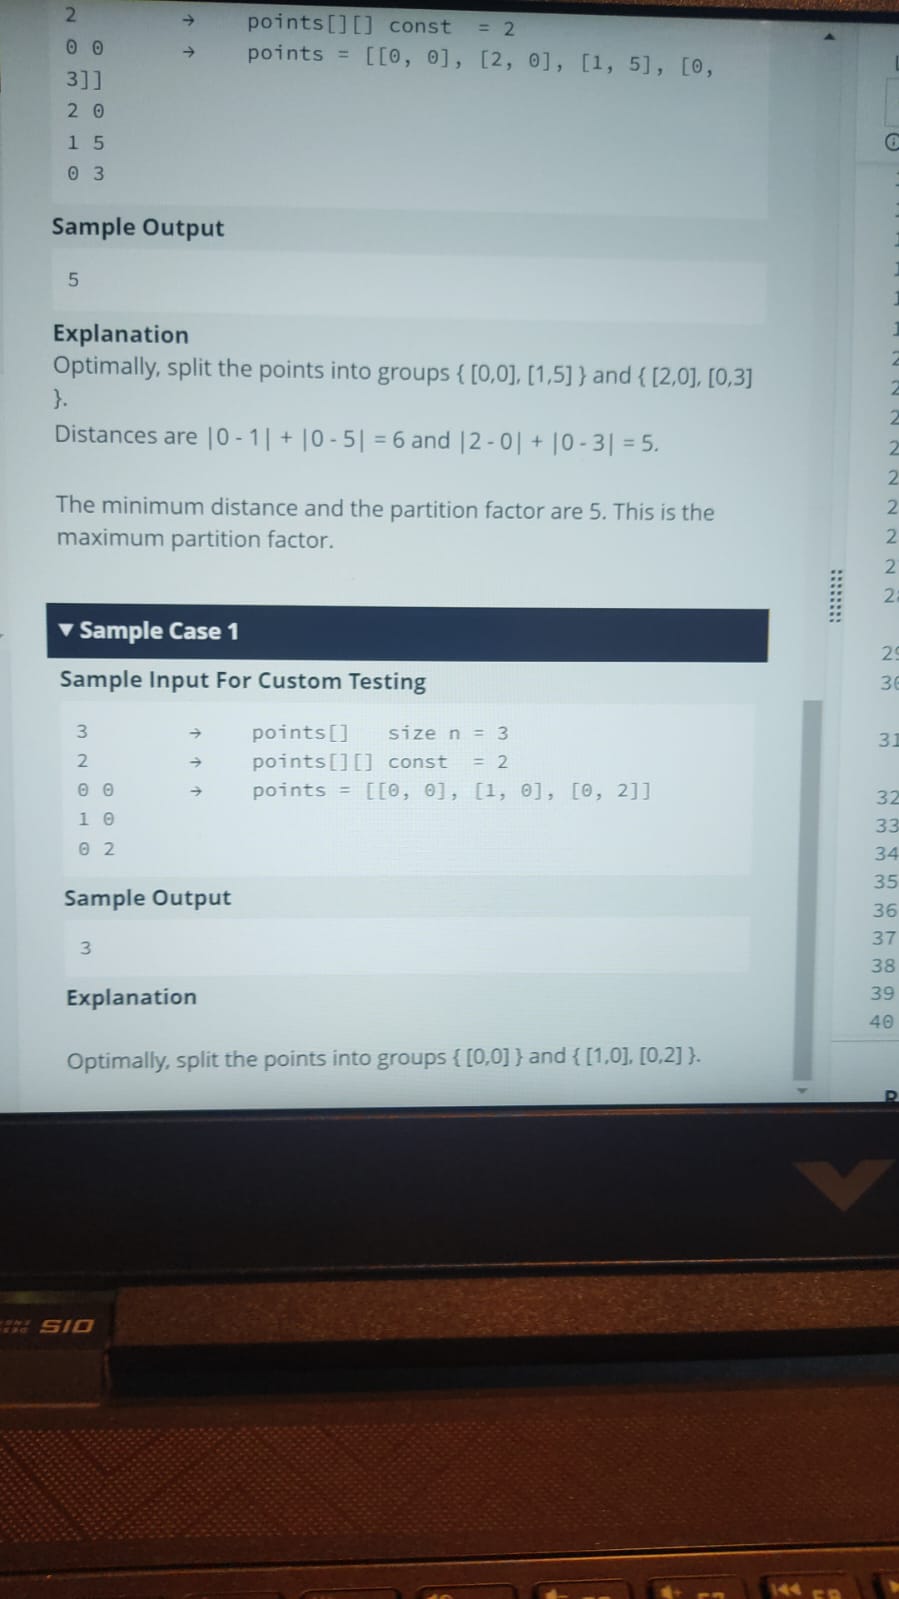 2 → points[][] const = 2
0 0 → points = [[0, 0], [2, 0], [1, 5], [0,
3]]
2 0
1 5
0 3
Sample Output
5
Explanation
Optimally, split the points into groups { [0,0], [1,5] } and { [2,0], [0,3]
}.
Distances are |0 - 1| + |0 - 5| = 6 and |2 - 0| + |0 - 3| = 5.
The minimum distance and the partition factor are 5. This is the
maximum partition factor.
▼ Sample Case 1
Sample Input For Custom Testing
3 → points[] size n = 3
2 → points[][] const = 2
0 0 → points = [[0, 0], [1, 0], [0, 2]]
1 0
0 2
Sample Output
3
Explanation
Optimally, split the points into groups { [0,0] } and { [1,0], [0,2] }.
30
31
32
33
34
35
36
37
38
39
40
SIO